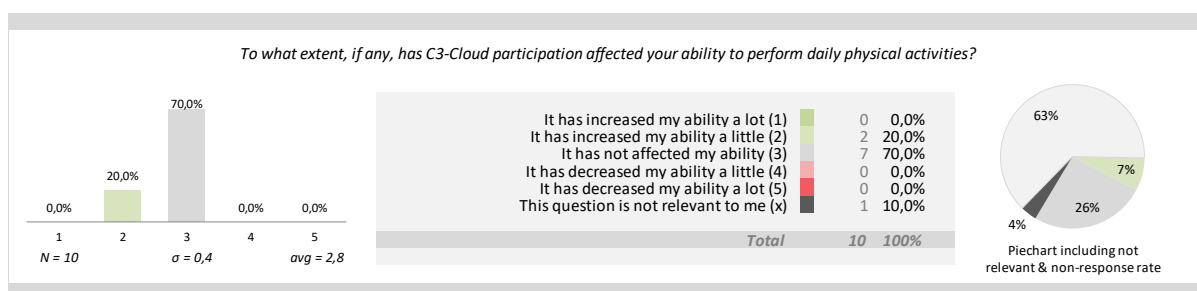 To what extent, if any, has C3-Cloud participation affected your ability to perform daily physical activities?
70,0%
20,0%
0,0% 0,0% 0,0%
1 2 3 4 5
N = 10 σ = 0,4 avg = 2,8
It has increased my ability a lot (1) 0 0,0%
It has increased my ability a little (2) 2 20,0%
It has not affected my ability (3) 7 70,0%
It has decreased my ability a little (4) 0 0,0%
It has decreased my ability a lot (5) 0 0,0%
This question is not relevant to me (x) 1 10,0%
Total 10 100%
63%
7%
26%
4%
Piechart including not
relevant & non-response rate